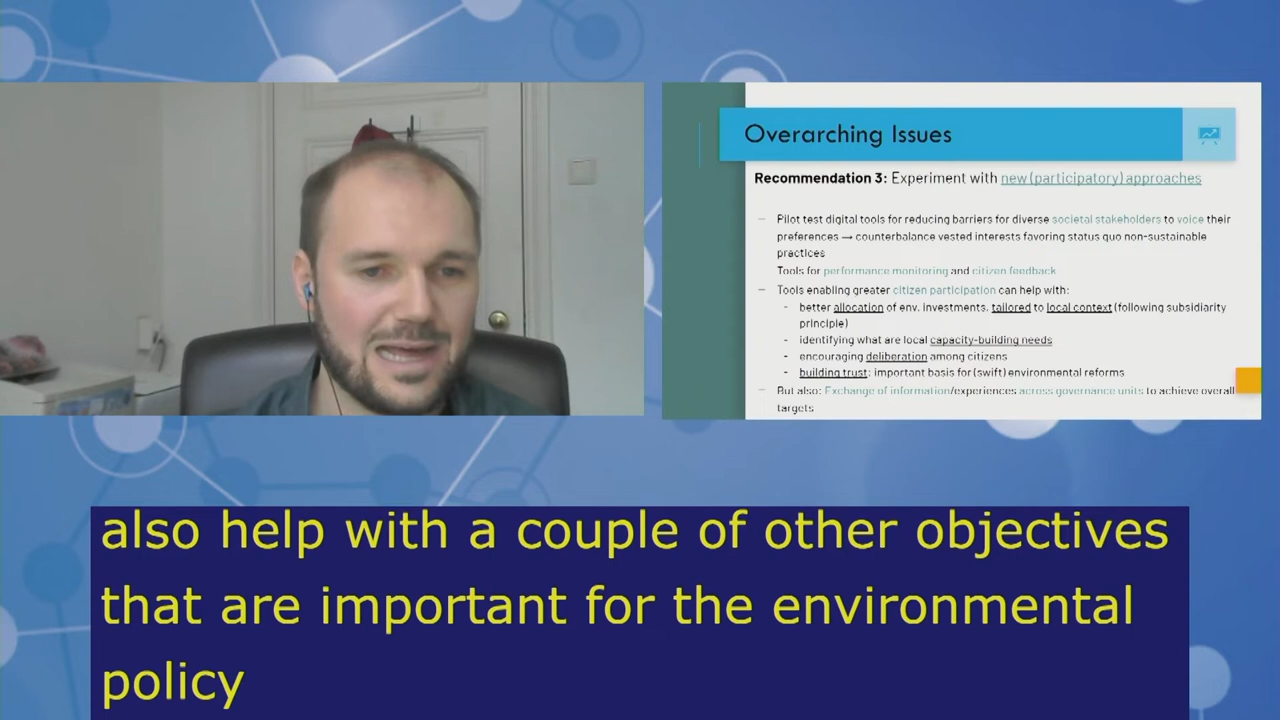 Overarching Issues
Recommendation 3: Experiment with new (participatory) approaches
– Pilot test digital tools for reducing barriers for diverse societal stakeholders to voice their
preferences → counterbalance vested interests favoring status quo non-sustainable
practices
Tools for performance monitoring and citizen feedback
– Tools enabling greater citizen participation can help with:
- better allocation of env. investments, tailored to local context (following subsidiarity
principle)
- identifying what are local capacity-building needs
- encouraging deliberation among citizens
- building trust: important basis for (swift) environmental reforms
– But also: Exchange of information/experiences across governance units to achieve overall
targets
also help with a couple of other objectives
that are important for the environmental
policy